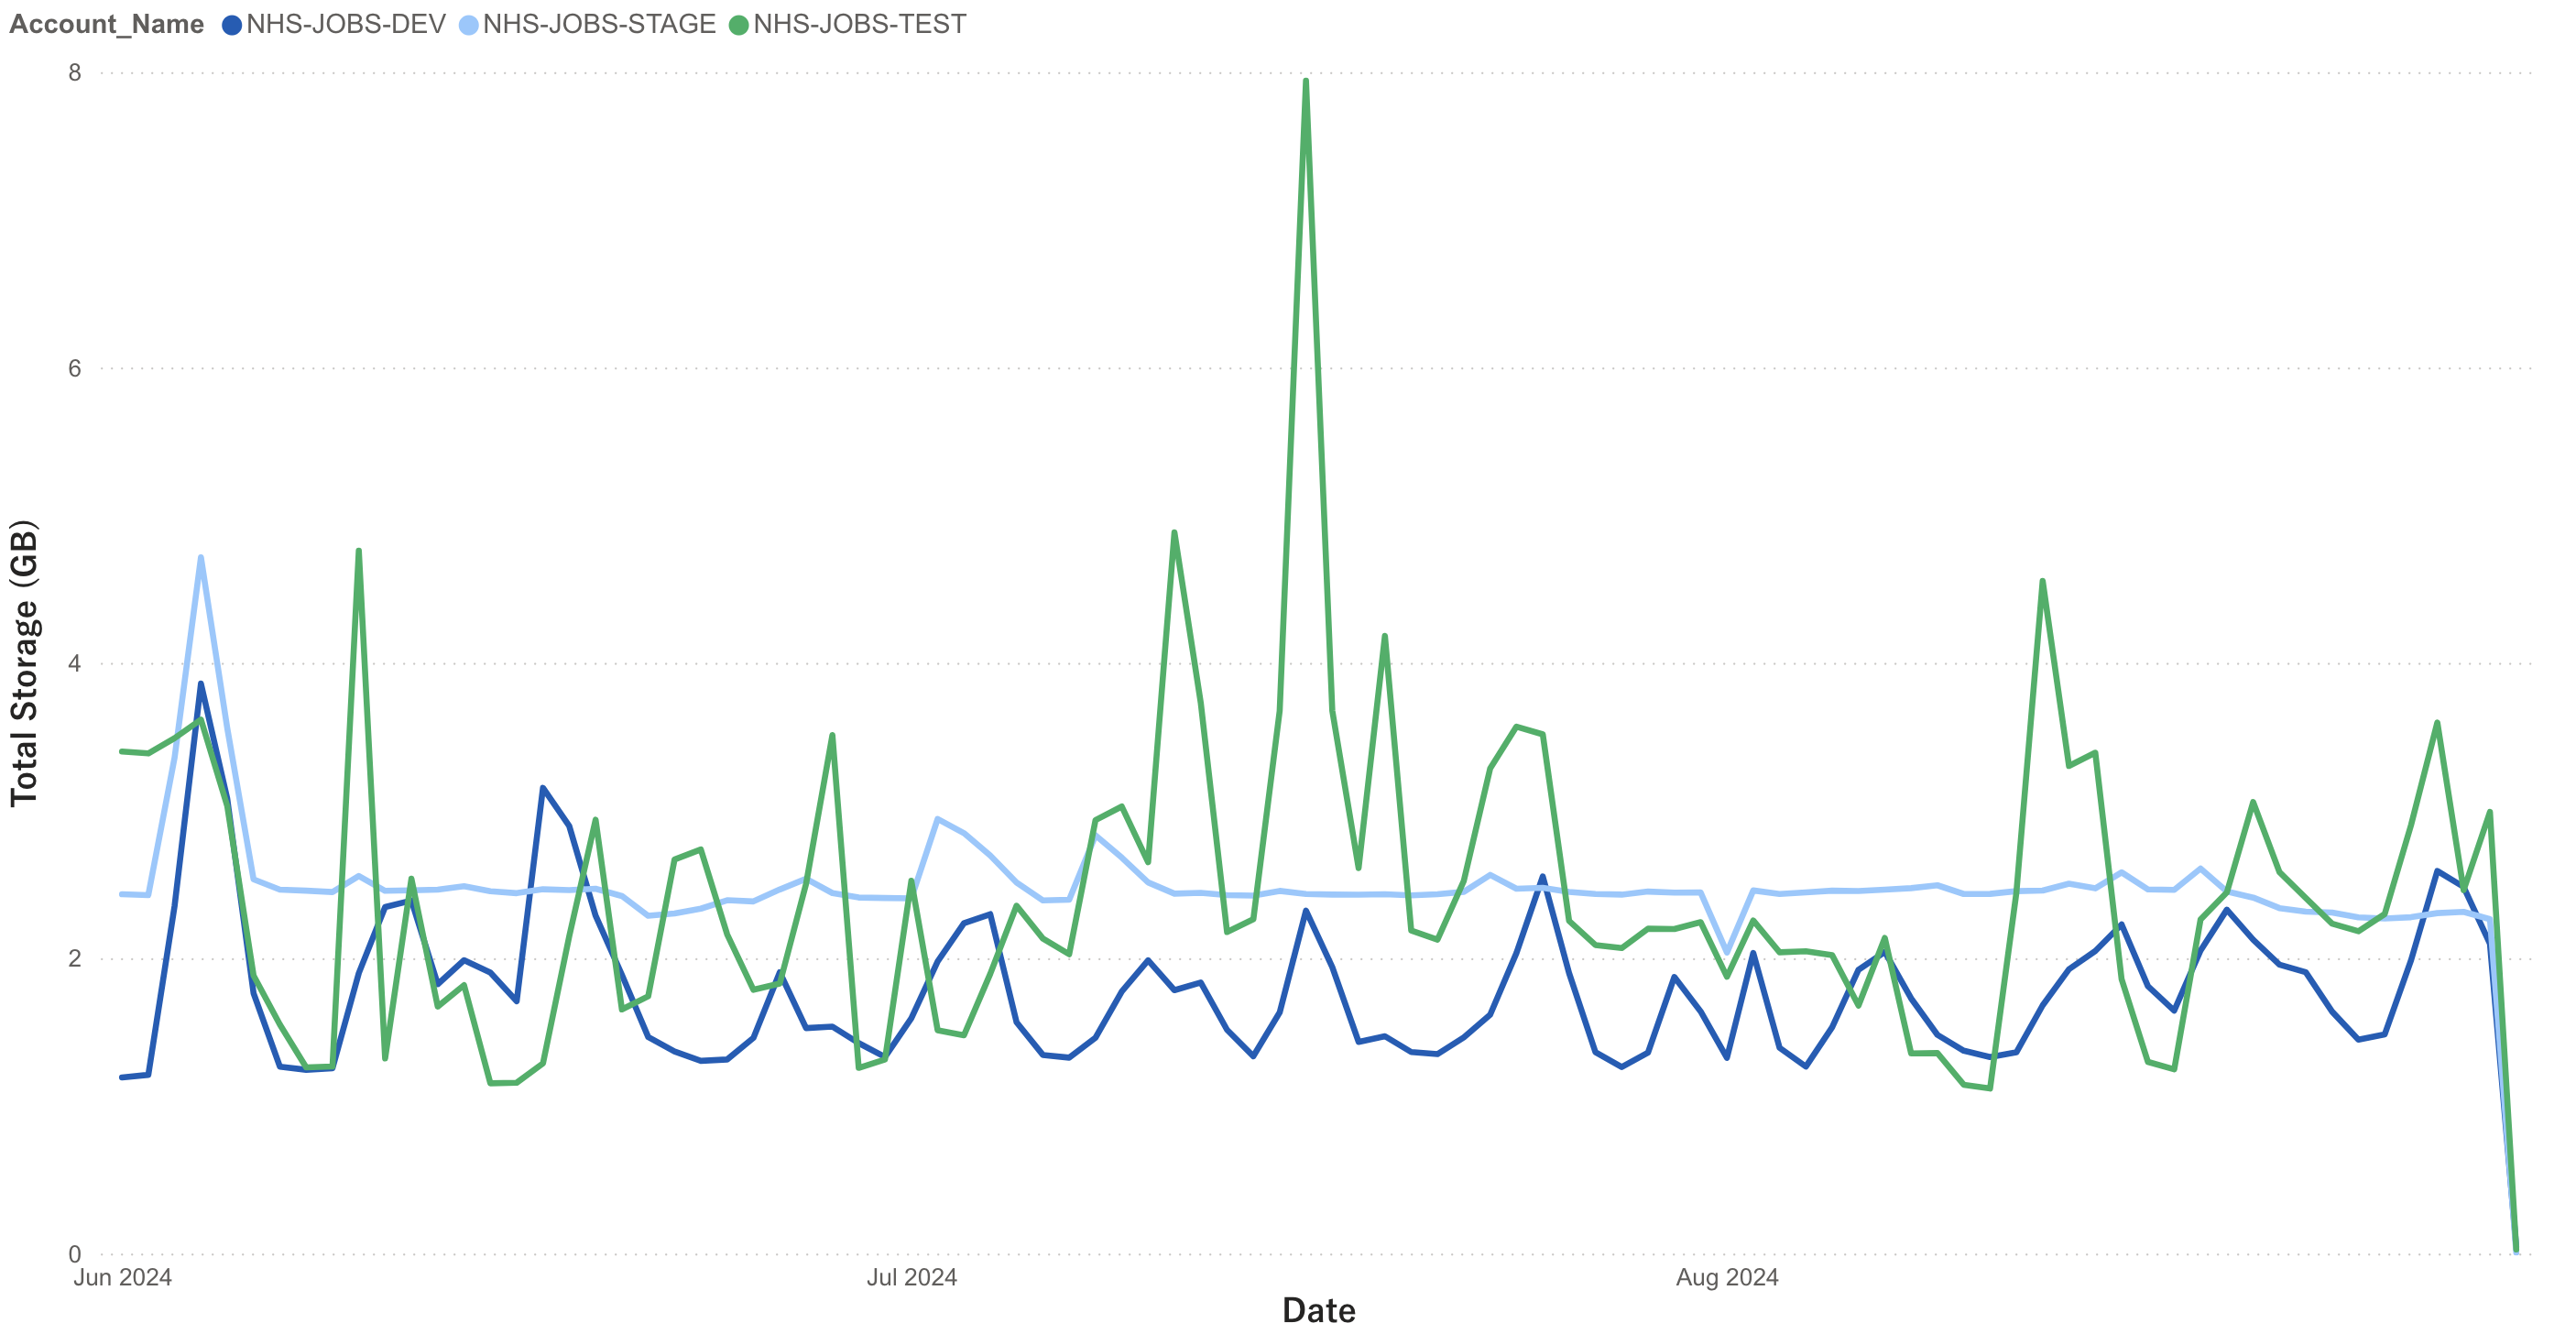 Account_Name NHS-JOBS-DEV NHS-JOBS-STAGE NHS-JOBS-TEST
8
6
4
2
0
Total Storage (GB)
Jun 2024 Jul 2024 Aug 2024
Date